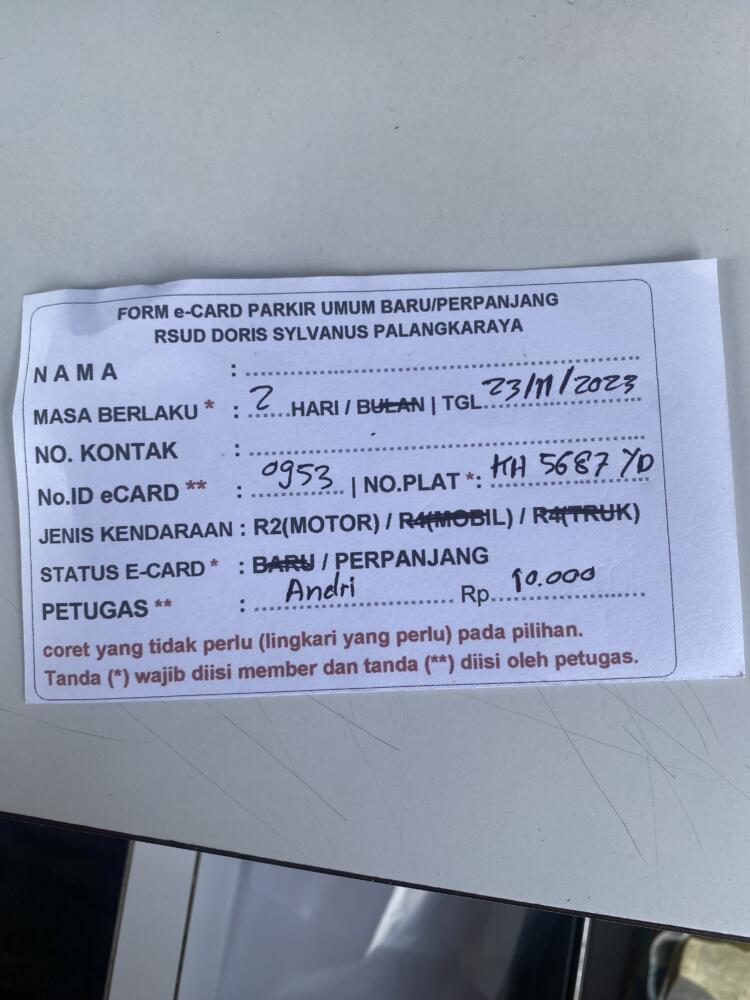 FORM e-CARD PARKIR UMUM BARU/PERPANJANG
RSUD DORIS SYLVANUS PALANGKARAYA
N A M A : ........................................
MASA BERLAKU * : 2 HARI / BULAN | TGL 23/11/2023
NO. KONTAK : ........................................
No.ID eCARD ** : 0953 | NO.PLAT *: KH 5687 YD
JENIS KENDARAAN : R2(MOTOR) / R4(MOBIL) / R4(TRUK)
STATUS E-CARD * : BARU / PERPANJANG
PETUGAS ** : Andri Rp. 10.000
coret yang tidak perlu (lingkari yang perlu) pada pilihan.
Tanda (*) wajib diisi member dan tanda (**) diisi oleh petugas.